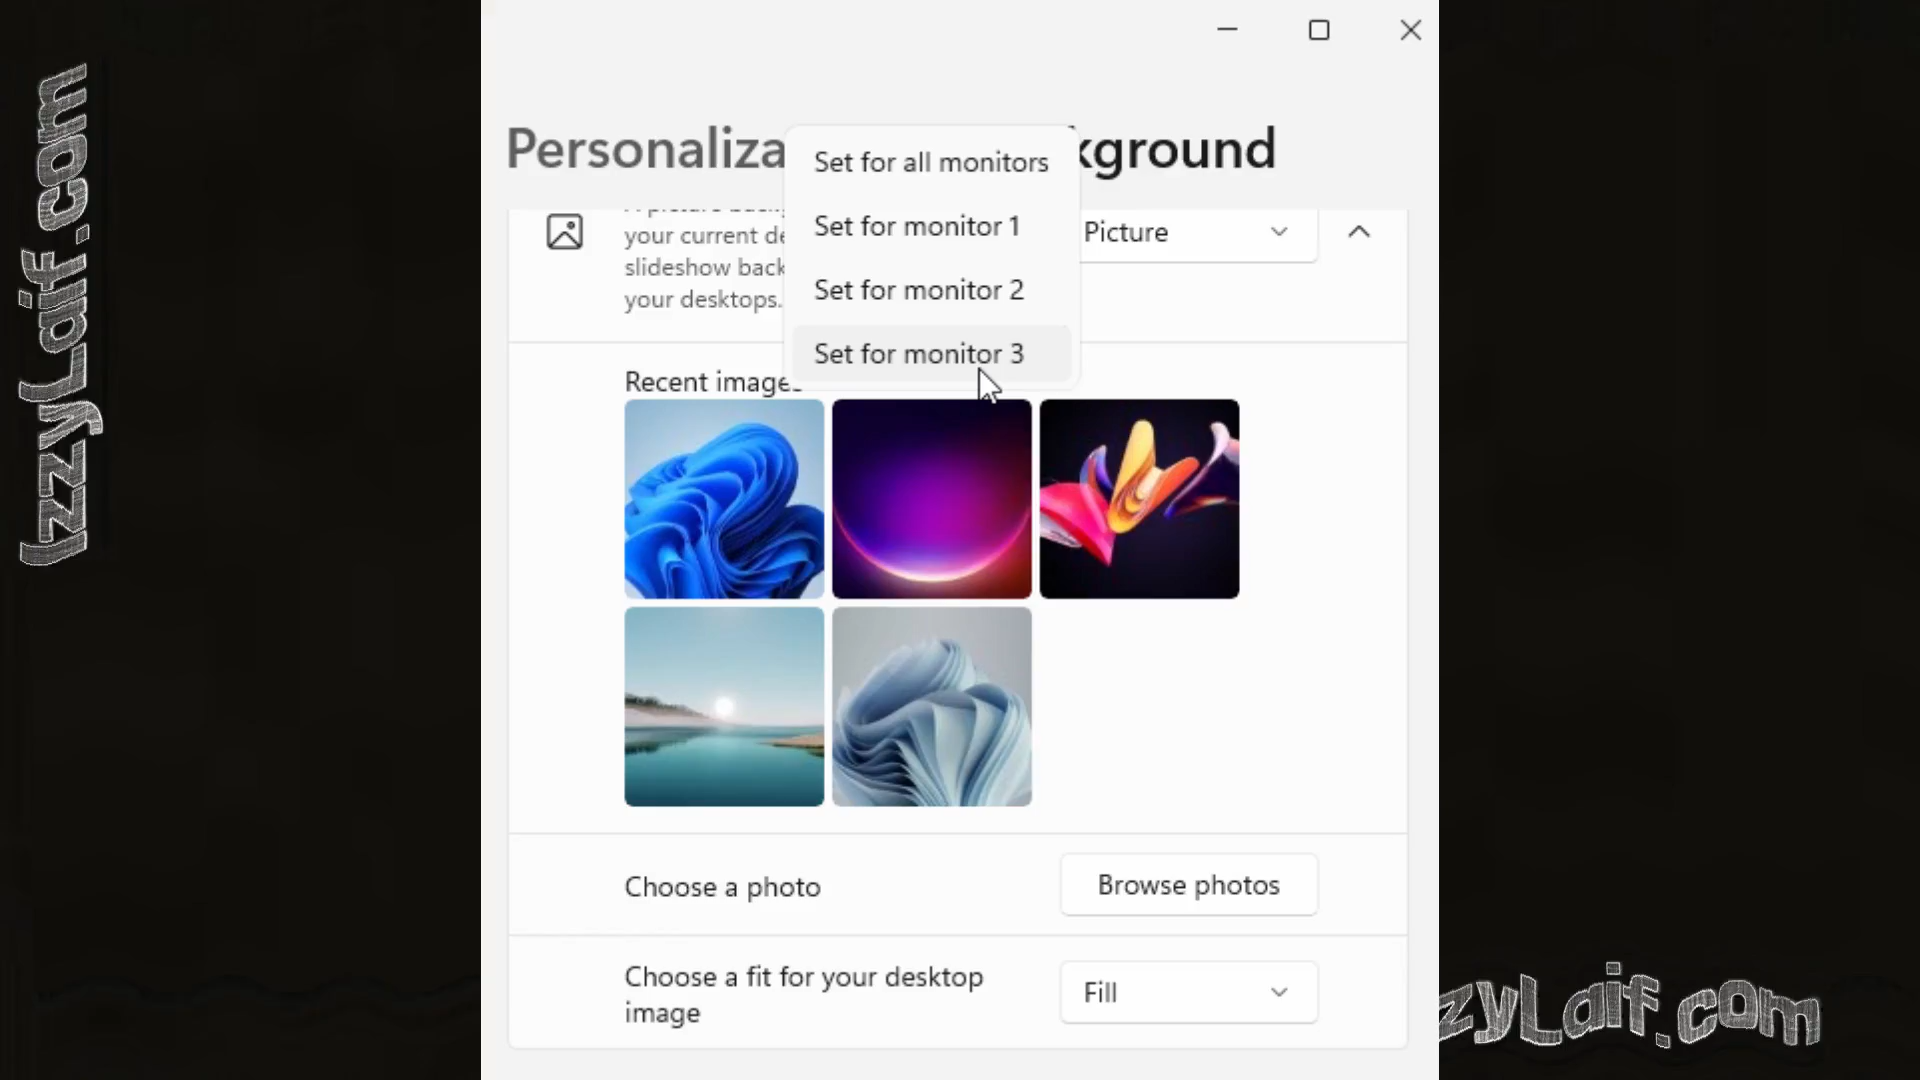 IzzyLaif.com
Personaliza
kground
Set for all monitors
Set for monitor 1
Set for monitor 2
Set for monitor 3
your current de
slideshow back
your desktops.
Picture
Recent images
Choose a photo
Browse photos
Choose a fit for your desktop
image
Fill
zzyLaif.com